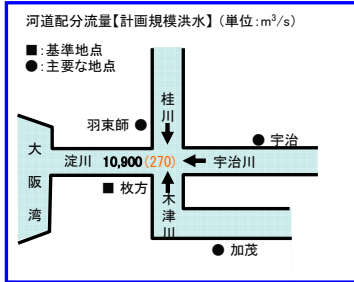 河道配分流量【計画規模洪水】（単位：m³/s）
■：基準地点
●：主要な地点
桂川
羽束師 ●
● 宇治
大阪湾
淀川 10,900(270)
宇治川
■ 枚方
木津川
● 加茂